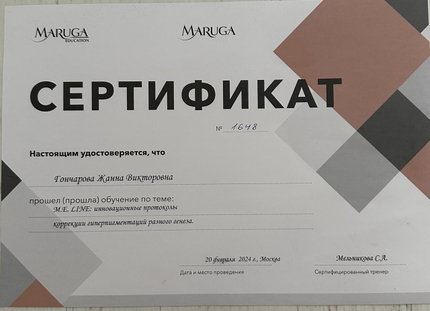 MARUGA MARUGA
EDUCATION
СЕРТИФИКАТ
№ 1648
Настоящим удостоверяется, что
Гончарова Жанна Викторовна
прошел (прошла) обучение по теме:
M.E. LINE: инновационные протоколы
коррекции гиперпигментаций разного генеза.
20 февраля 2024 г., Москва Мельникова С.А.
Дата и место проведения Сертифицированный тренер